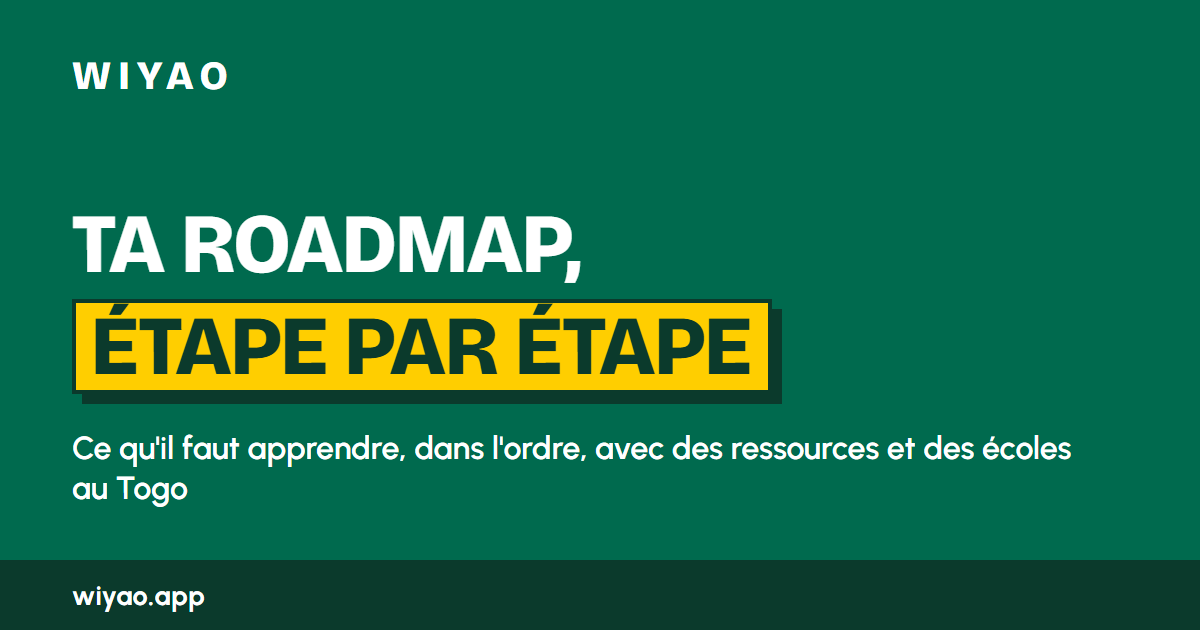 WIYAO
TA ROADMAP,
ÉTAPE PAR ÉTAPE
Ce qu'il faut apprendre, dans l'ordre, avec des ressources et des écoles
au Togo
wiyao.app